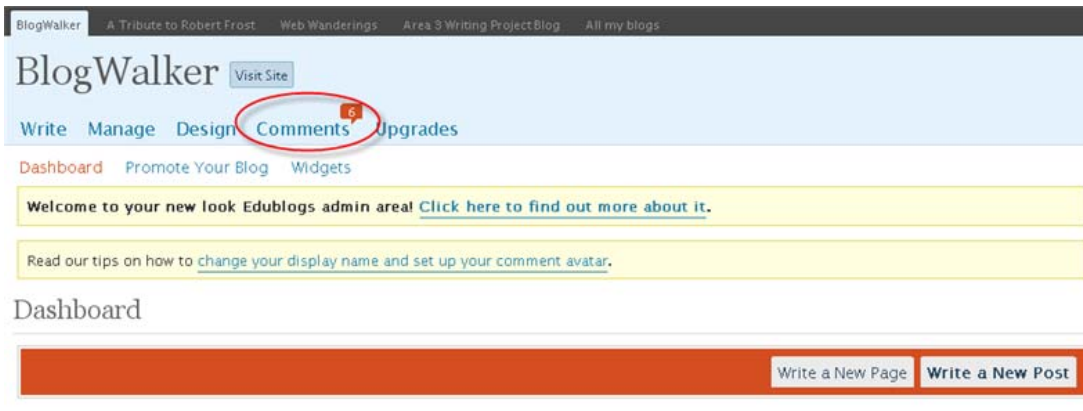 BlogWalker A Tribute to Robert Frost Web Wanderings Area 3 Writing Project Blog All my blogs
BlogWalker Visit Site
6
Write Manage Design Comments Upgrades
Dashboard Promote Your Blog Widgets
Welcome to your new look Edublogs admin area! Click here to find out more about it.
Read our tips on how to change your display name and set up your comment avatar.
Dashboard
Write a New Page Write a New Post